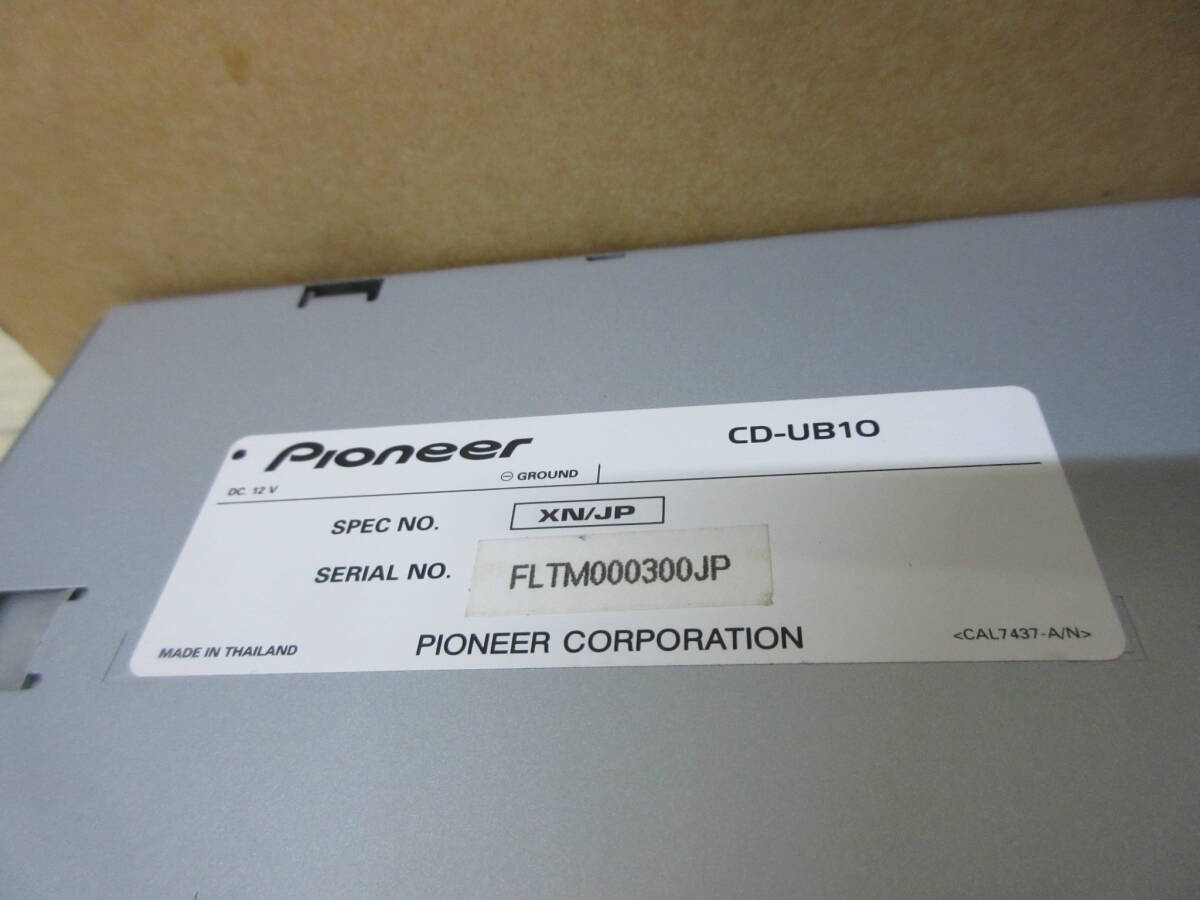 Pioneer
CD-UB10
DC. 12 V
⊖ GROUND
SPEC NO. XN/JP
SERIAL NO. FLTM000300JP
MADE IN THAILAND
PIONEER CORPORATION
<CAL7437-A/N>